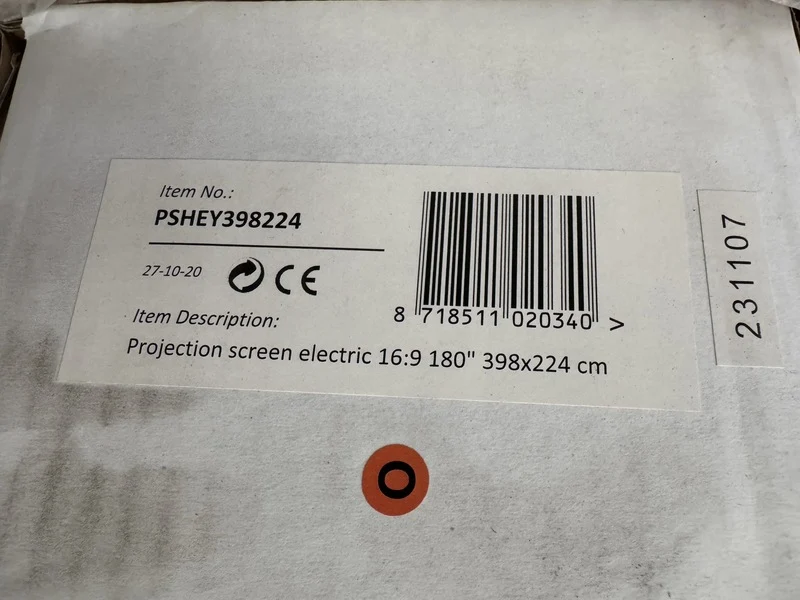 Item No.:
PSHEY398224
27-10-20 CE
8 718511 020340 >
Item Description:
Projection screen electric 16:9 180" 398x224 cm
231107
O